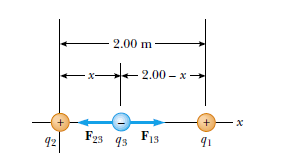 2.00 m
x 2.00 – x
+ – + x
q2 F23 q3 F13 q1